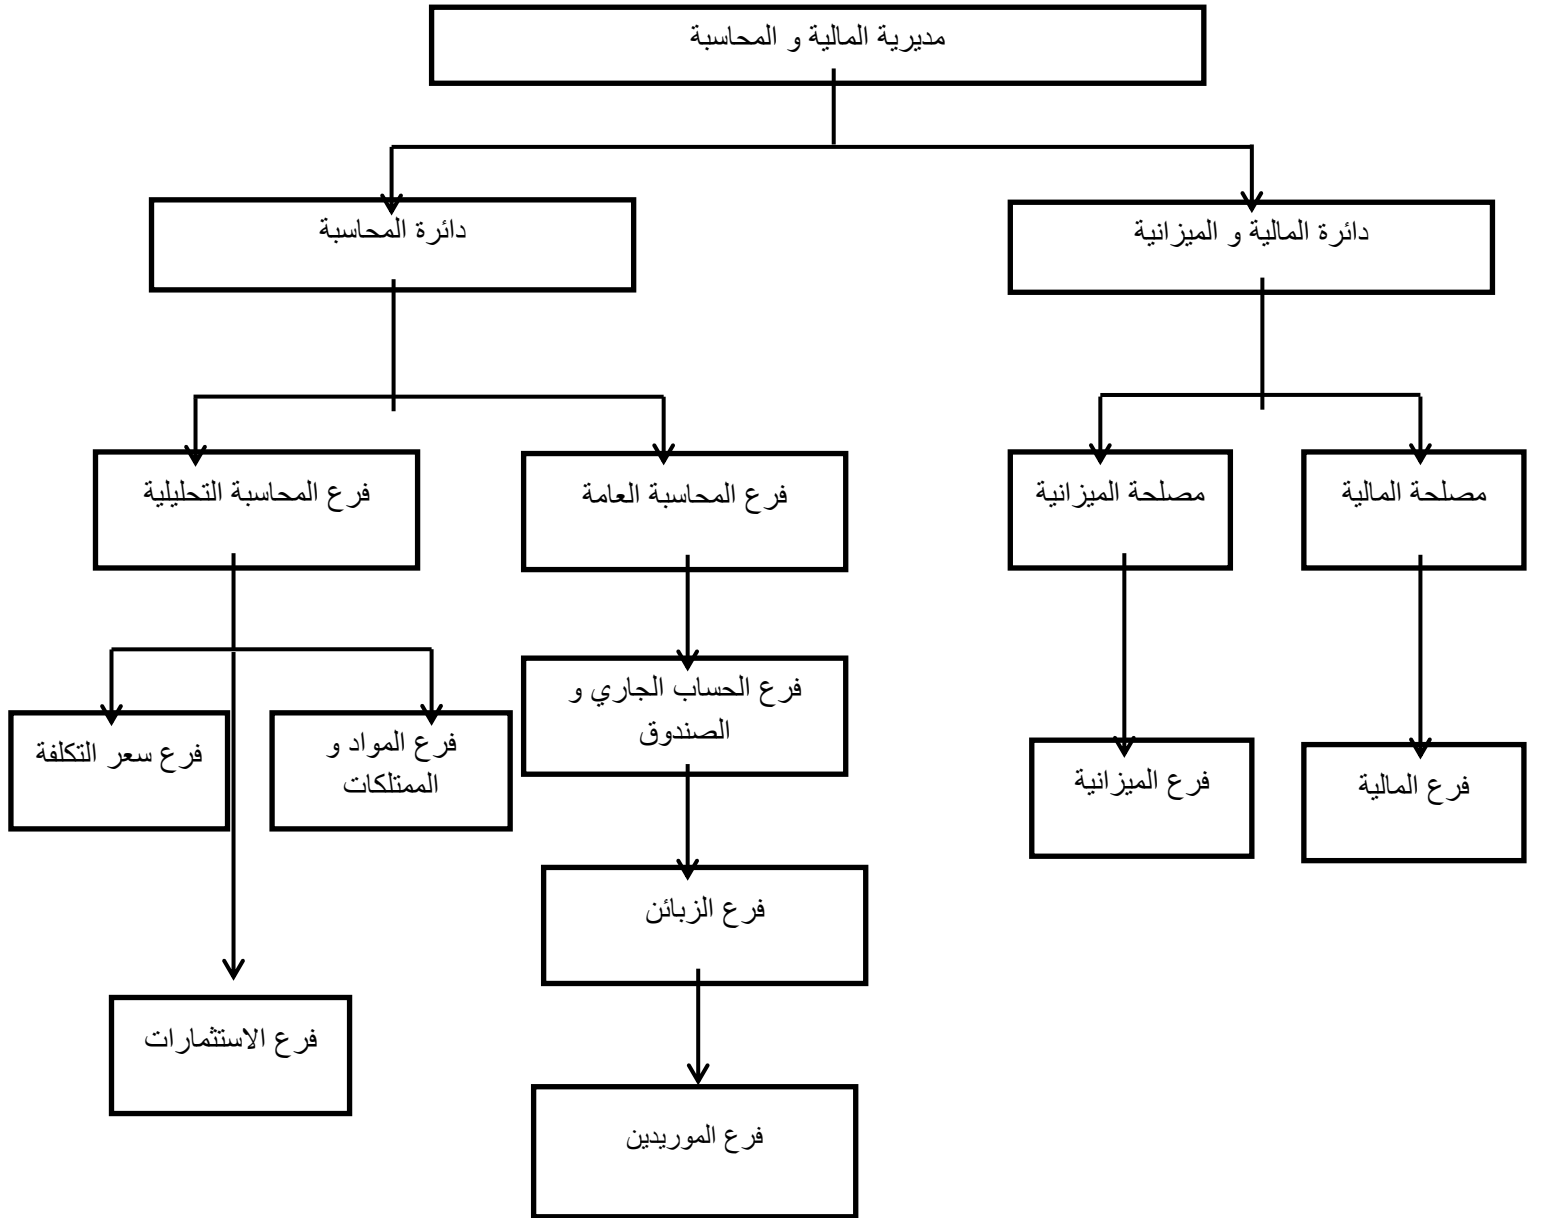 مديرية المالية و المحاسبة
دائرة المالية و الميزانية
دائرة المحاسبة
مصلحة المالية
مصلحة الميزانية
فرع المحاسبة العامة
فرع المحاسبة التحليلية
فرع الحساب الجاري و
الصندوق
فرع المواد و
الممتلكات
فرع سعر التكلفة
فرع المالية
فرع الميزانية
فرع الزبائن
فرع الاستثمارات
فرع الموريدين